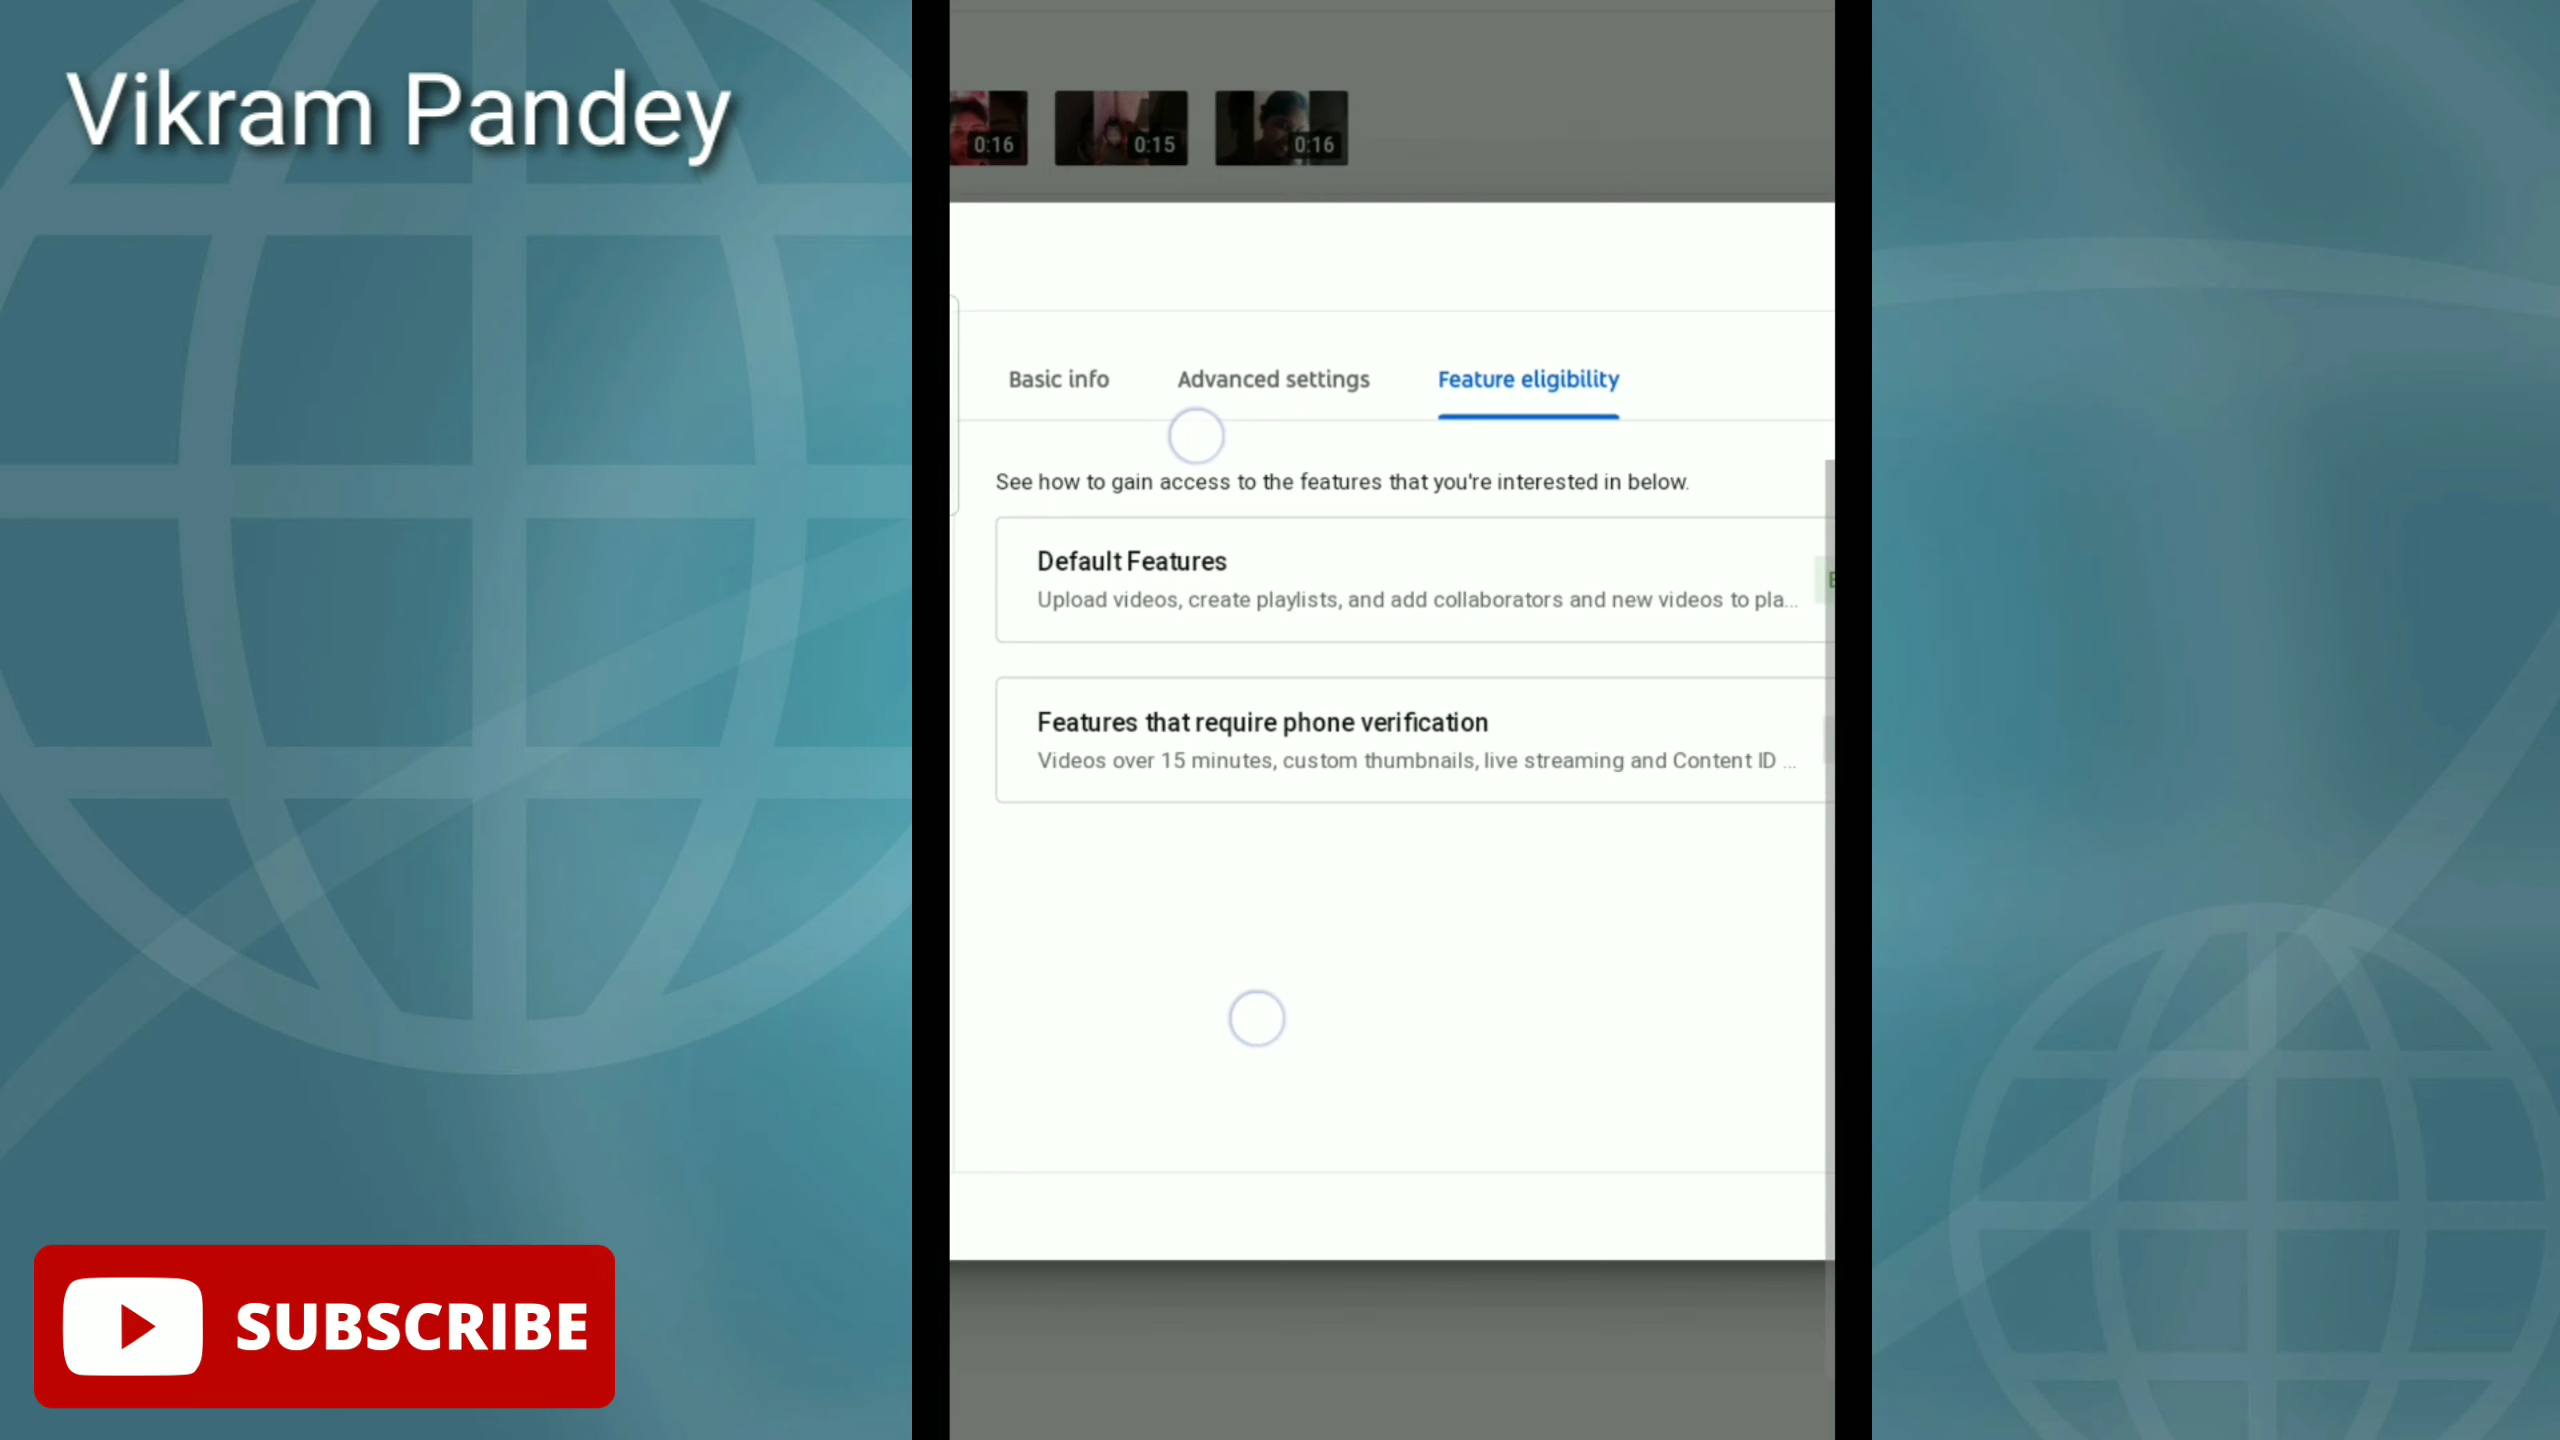 Vikram Pandey
0:16
0:15
0:16
Basic info
Advanced settings
Feature eligibility
See how to gain access to the features that you're interested in below.
Default Features
Upload videos, create playlists, and add collaborators and new videos to pla...
Features that require phone verification
Videos over 15 minutes, custom thumbnails, live streaming and Content ID ...
SUBSCRIBE